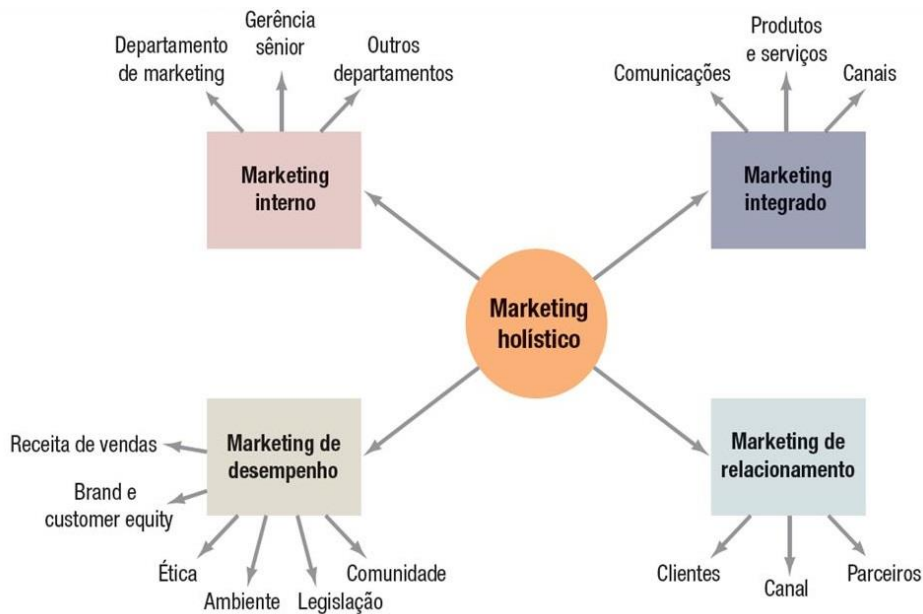 Departamento
de marketing
Gerência
sênior
Outros
departamentos
Marketing
interno
Comunicações
Produtos
e serviços
Canais
Marketing
integrado
Marketing
holístico
Receita de vendas
Brand e
customer equity
Marketing de
desempenho
Ética
Ambiente
Legislação
Comunidade
Marketing de
relacionamento
Clientes
Canal
Parceiros